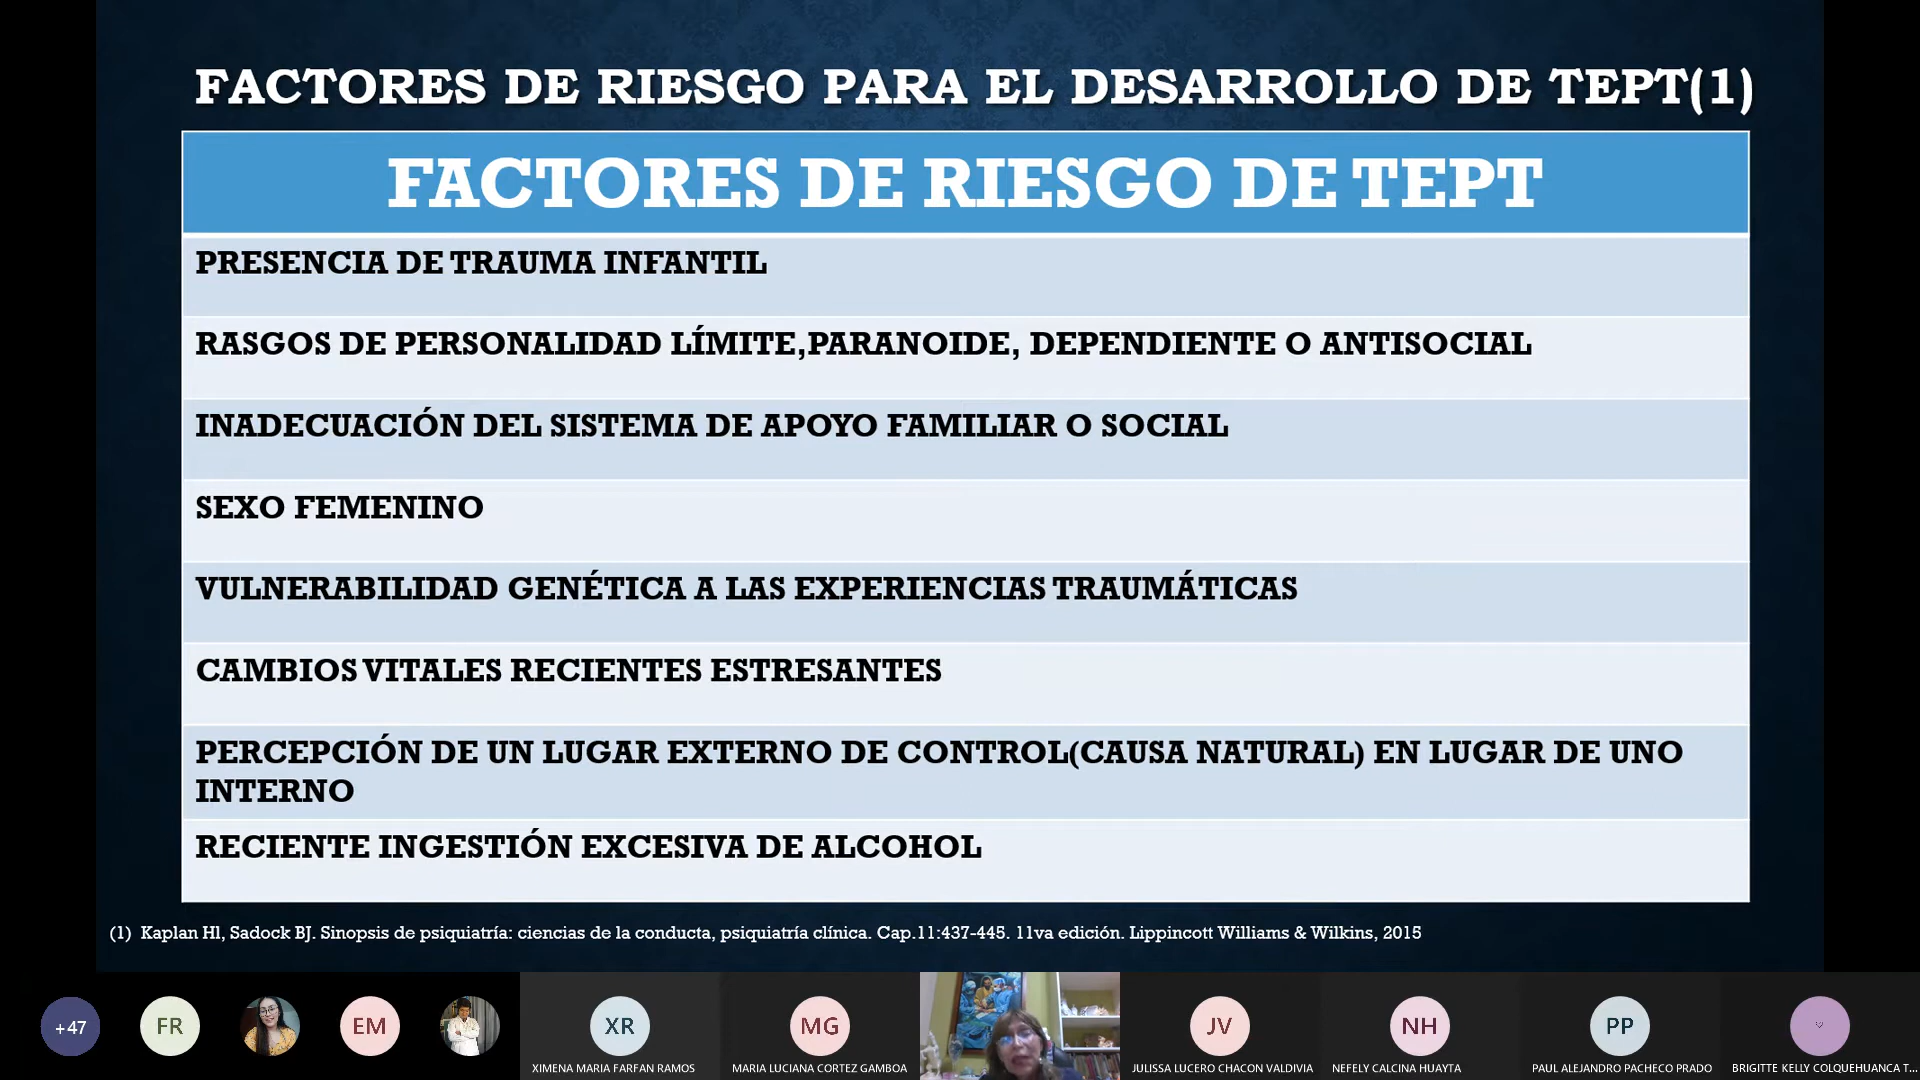 FACTORES DE RIESGO PARA EL DESARROLLO DE TEPT(1)
FACTORES DE RIESGO DE TEPT
PRESENCIA DE TRAUMA INFANTIL
RASGOS DE PERSONALIDAD LÍMITE,PARANOIDE, DEPENDIENTE O ANTISOCIAL
INADECUACIÓN DEL SISTEMA DE APOYO FAMILIAR O SOCIAL
SEXO FEMENINO
VULNERABILIDAD GENÉTICA A LAS EXPERIENCIAS TRAUMÁTICAS
CAMBIOS VITALES RECIENTES ESTRESANTES
PERCEPCIÓN DE UN LUGAR EXTERNO DE CONTROL(CAUSA NATURAL) EN LUGAR DE UNO
INTERNO
RECIENTE INGESTIÓN EXCESIVA DE ALCOHOL
(1) Kaplan Hl, Sadock BJ. Sinopsis de psiquiatría: ciencias de la conducta, psiquiatría clínica. Cap.11:437-445. 11va edición. Lippincott Williams & Wilkins, 2015
+47
FR
EM
XR
MG
JV
NH
PP
XIMENA MARIA FARFAN RAMOS
MARIA LUCIANA CORTEZ GAMBOA
JULISSA LUCERO CHACON VALDIVIA
NEFELY CALCINA HUAYTA
PAUL ALEJANDRO PACHECO PRADO
BRIGITTE KELLY COLQUEHUANCA T...